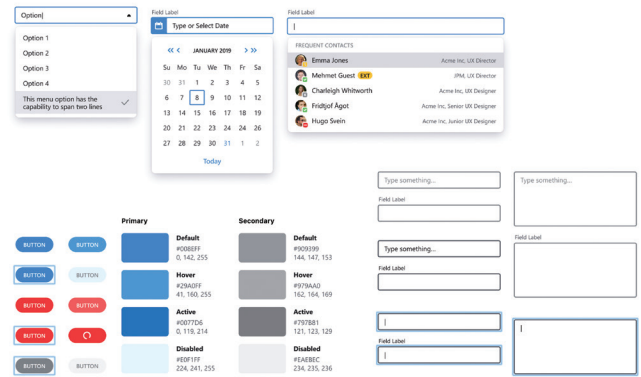 Option
Option 1
Option 2
Option 3
Option 4
This menu option has the
capability to span two lines
Field Label
Type or Select Date
JANUARY 2019
Su Mo Tu We Th Fr Sa
30 31 1 2 3 4 5
6 7 8 9 10 11 12
13 14 15 16 17 18 19
20 21 22 23 24 24 26
27 28 29 30 31 1 2
Today
Field Label
FREQUENT CONTACTS
Emma Jones Acme Inc, UX Director
Mehmet Guest EXT JPM, UX Director
Charleigh Whitworth Acme Inc, Senior UX Designer
Fridtjof Ågot Acme Inc, Senior UX Designer
Hugo Svein Acme Inc, Junior UX Designer
BUTTON BUTTON
BUTTON BUTTON
BUTTON BUTTON
BUTTON
BUTTON BUTTON
Primary
Default
#008EFF
0, 142, 255
Hover
#29A0FF
41, 160, 255
Active
#0077D6
0, 119, 214
Disabled
#EDF1FF
224, 241, 255
Secondary
Default
#909399
144, 147, 153
Hover
#979AA0
162, 164, 169
Active
#797B81
121, 123, 129
Disabled
#EAEBEC
234, 235, 236
Type something...
Field Label
Type something...
Field Label
Field Label
Type something...
Field Label